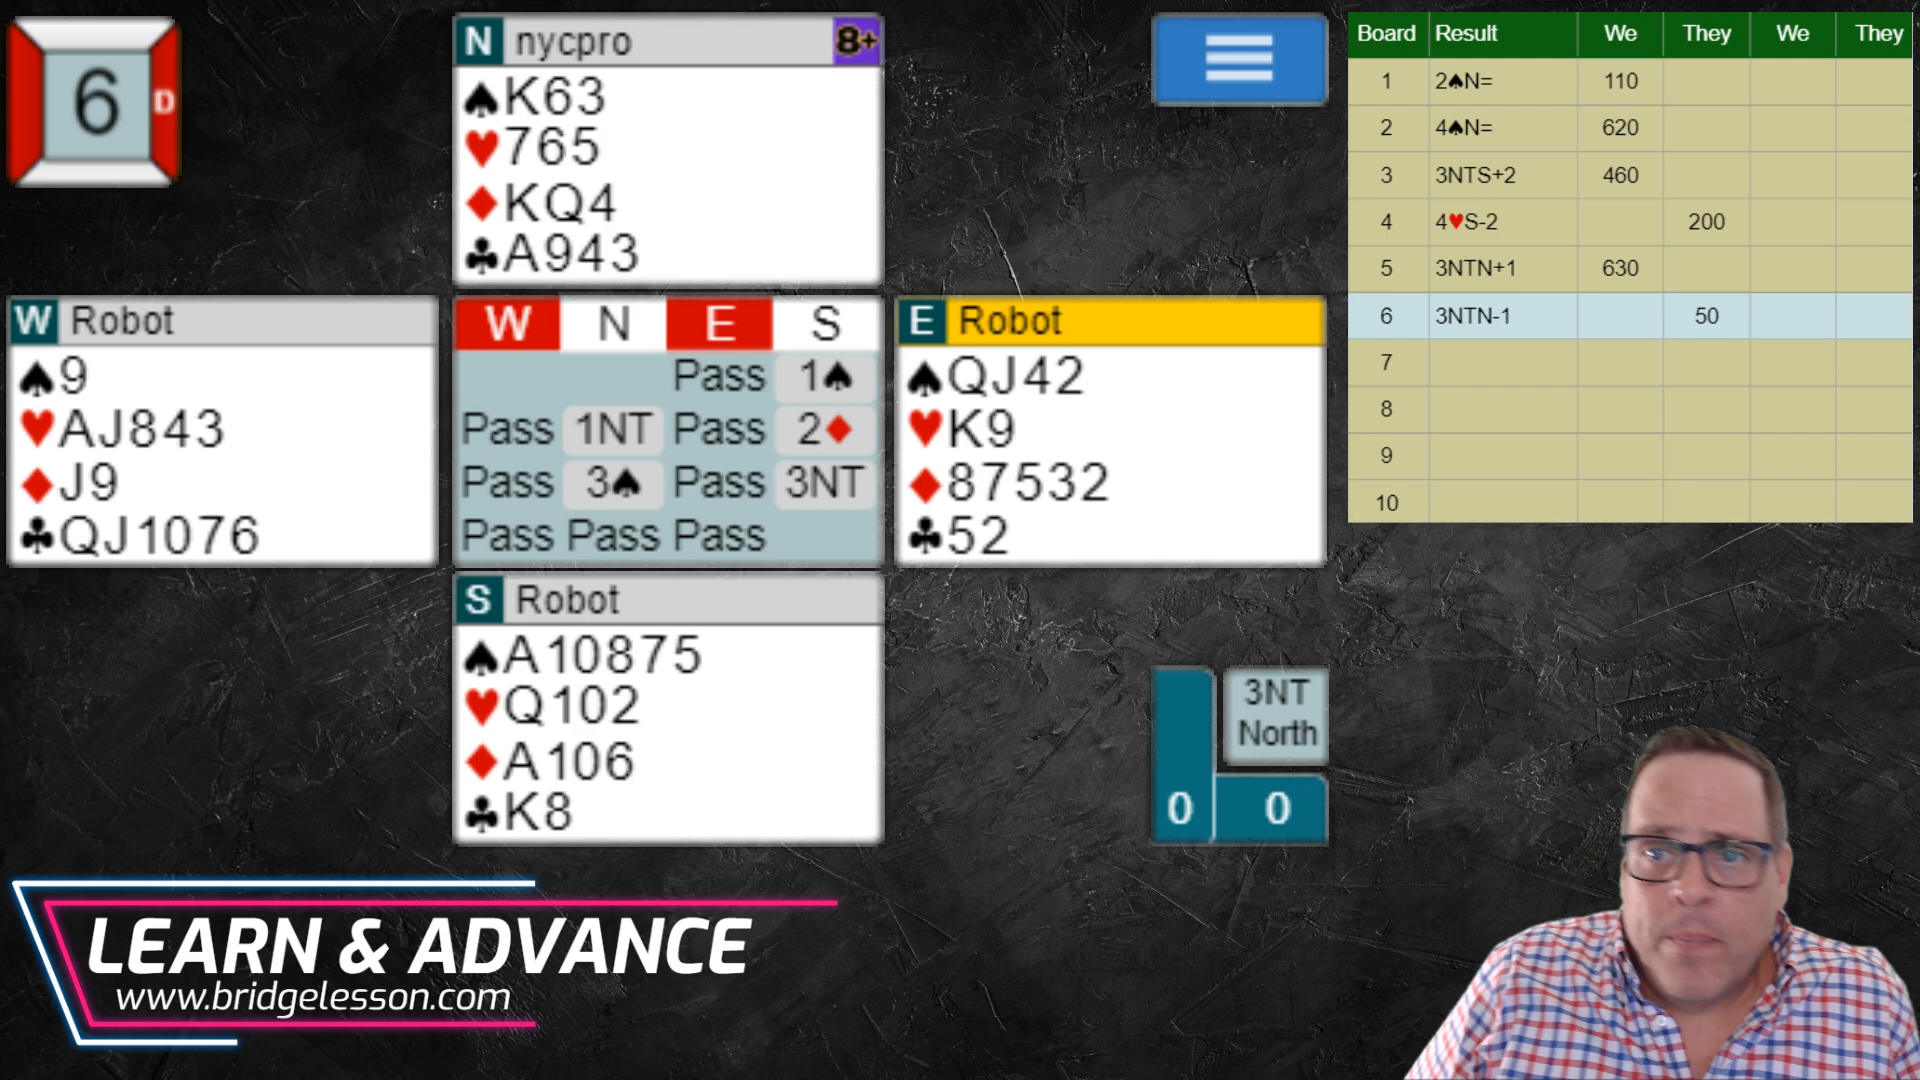 6
D
N nycpro 8+
♠K63
♥765
♦KQ4
♣A943
W Robot
♠9
♥AJ843
♦J9
♣QJ1076
W N E S
Pass 1♠
Pass 1NT Pass 2♦
Pass 3♠ Pass 3NT
Pass Pass Pass
E Robot
♠QJ42
♥K9
♦87532
♣52
S Robot
♠A10875
♥Q102
♦A106
♣K8
3NT
North
0 0
Board Result We They We They
1 2♠N= 110
2 4♠N= 620
3 3NTS+2 460
4 4♥S-2 200
5 3NTN+1 630
6 3NTN-1 50
7
8
9
10
LEARN & ADVANCE
www.bridgelesson.com